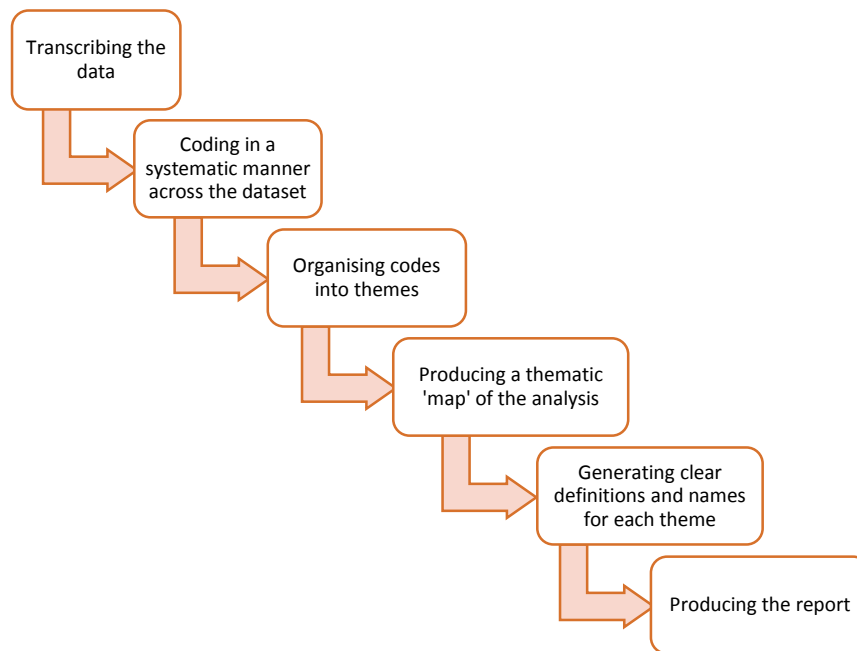 Transcribing the
data
Coding in a
systematic manner
across the dataset
Organising codes
into themes
Producing a thematic
'map' of the analysis
Generating clear
definitions and names
for each theme
Producing the report